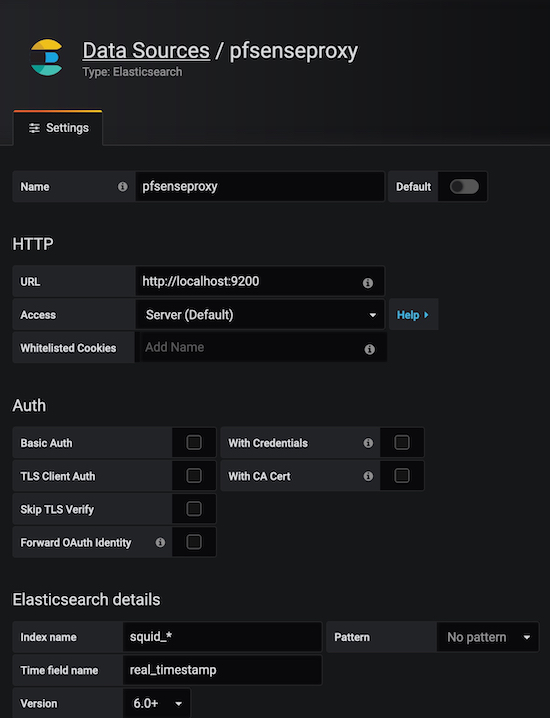 Data Sources / pfsenseproxy
Type: Elasticsearch
Settings
Name pfsenseproxy Default
HTTP
URL http://localhost:9200
Access Server (Default) Help
Whitelisted Cookies Add Name
Auth
Basic Auth With Credentials
TLS Client Auth With CA Cert
Skip TLS Verify
Forward OAuth Identity
Elasticsearch details
Index name squid_* Pattern No pattern
Time field name real_timestamp
Version 6.0+